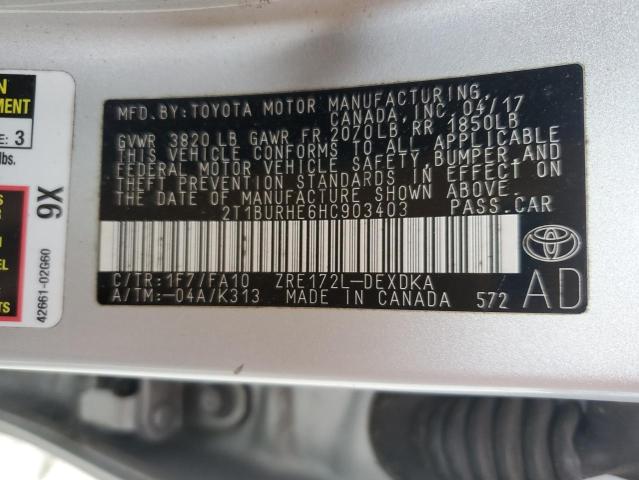 MFD. BY: TOYOTA MOTOR MANUFACTURING,
CANADA, INC. 04/17
GVWR 3820 LB GAWR FR 2070LB RR 1850LB
THIS VEHICLE CONFORMS TO ALL APPLICABLE
FEDERAL MOTOR VEHICLE SAFETY, BUMPER, AND
THEFT PREVENTION STANDARDS IN EFFECT ON
THE DATE OF MANUFACTURE SHOWN ABOVE.
2T1BURHE6HC903403 PASS.CAR
C/TR:1F7/FA10 ZRE172L-DEXDKA
A/TM:-04A/K313 MADE IN CANADA 572
AD
3
lbs.
9X
42661-02G60